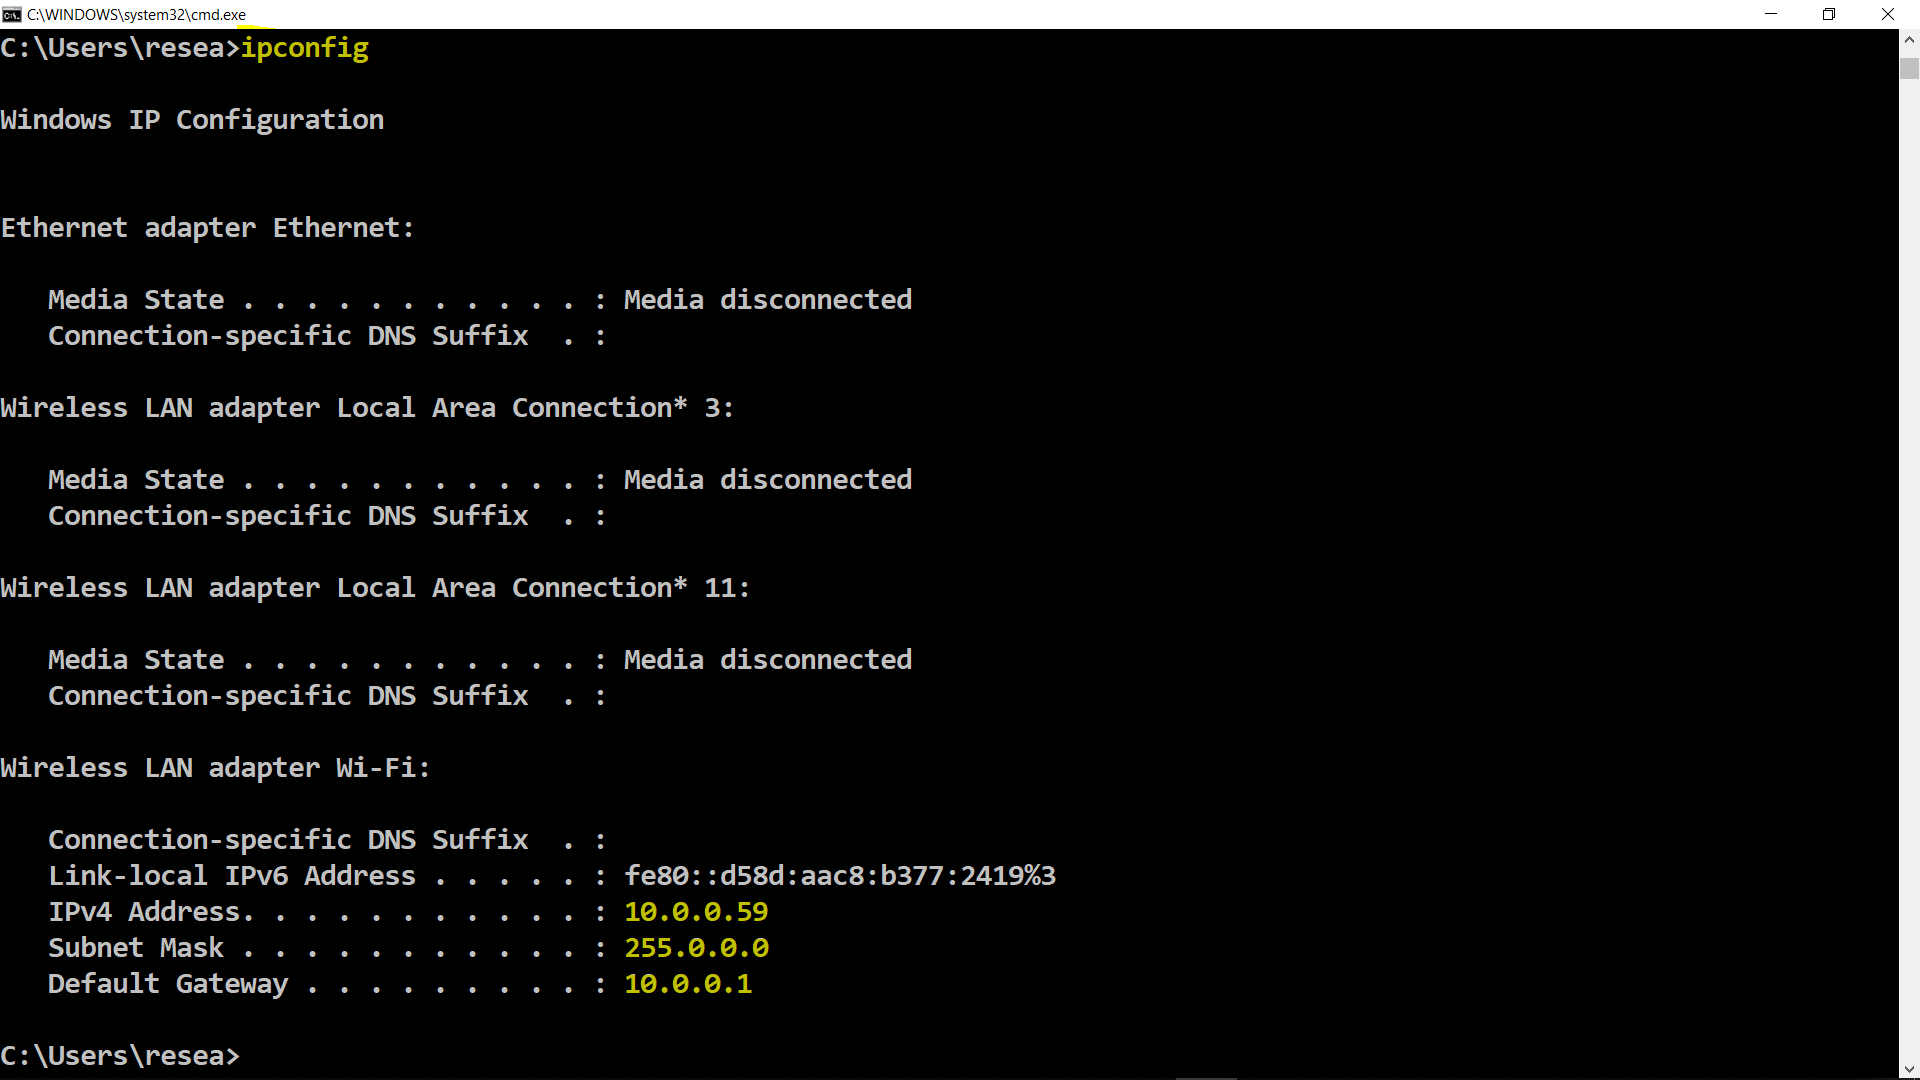 C:\WINDOWS\system32\cmd.exe
C:\Users\resea>ipconfig
Windows IP Configuration
Ethernet adapter Ethernet:
   Media State . . . . . . . . . . . : Media disconnected
   Connection-specific DNS Suffix  . :
Wireless LAN adapter Local Area Connection* 3:
   Media State . . . . . . . . . . . : Media disconnected
   Connection-specific DNS Suffix  . :
Wireless LAN adapter Local Area Connection* 11:
   Media State . . . . . . . . . . . : Media disconnected
   Connection-specific DNS Suffix  . :
Wireless LAN adapter Wi-Fi:
   Connection-specific DNS Suffix  . :
   Link-local IPv6 Address . . . . . : fe80::d58d:aac8:b377:2419%3
   IPv4 Address. . . . . . . . . . . : 10.0.0.59
   Subnet Mask . . . . . . . . . . . : 255.0.0.0
   Default Gateway . . . . . . . . . : 10.0.0.1
C:\Users\resea>